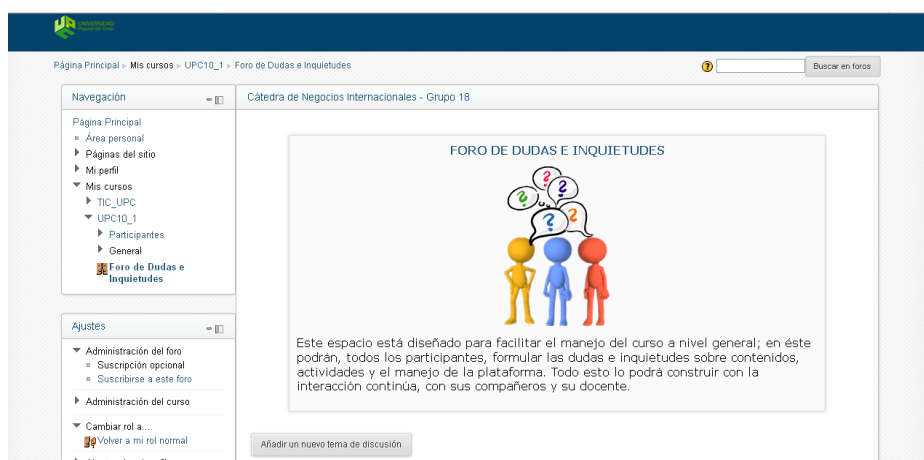 UNIVERSIDAD
Popular del Cesar
Página Principal ► Mis cursos ► UPC10_1 ► Foro de Dudas e Inquietudes
Buscar en foros
Navegación
Página Principal
Área personal
Páginas del sitio
Mi perfil
Mis cursos
TIC_UPC
UPC10_1
Participantes
General
Foro de Dudas e
Inquietudes
Ajustes
Administración del foro
Suscripción opcional
Suscribirse a este foro
Administración del curso
Cambiar rol a...
Volver a mi rol normal
Cátedra de Negocios Internacionales - Grupo 18
FORO DE DUDAS E INQUIETUDES
Este espacio está diseñado para facilitar el manejo del curso a nivel general; en éste
podrán, todos los participantes, formular las dudas e inquietudes sobre contenidos,
actividades y el manejo de la plataforma. Todo esto lo podrá construir con la
interacción continúa, con sus compañeros y su docente.
Añadir un nuevo tema de discusión